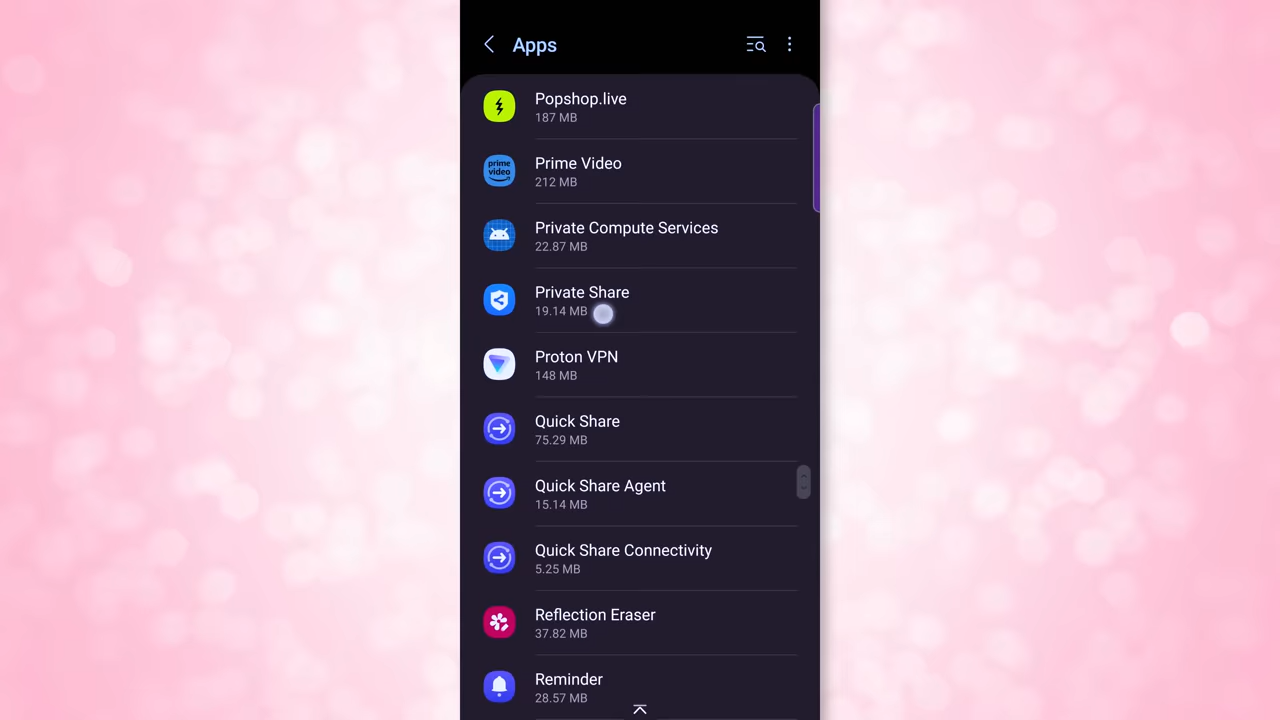 Apps
Popshop.live
187 MB
prime
video
Prime Video
212 MB
Private Compute Services
22.87 MB
Private Share
19.14 MB
Proton VPN
148 MB
Quick Share
75.29 MB
Quick Share Agent
15.14 MB
Quick Share Connectivity
5.25 MB
Reflection Eraser
37.82 MB
Reminder
28.57 MB